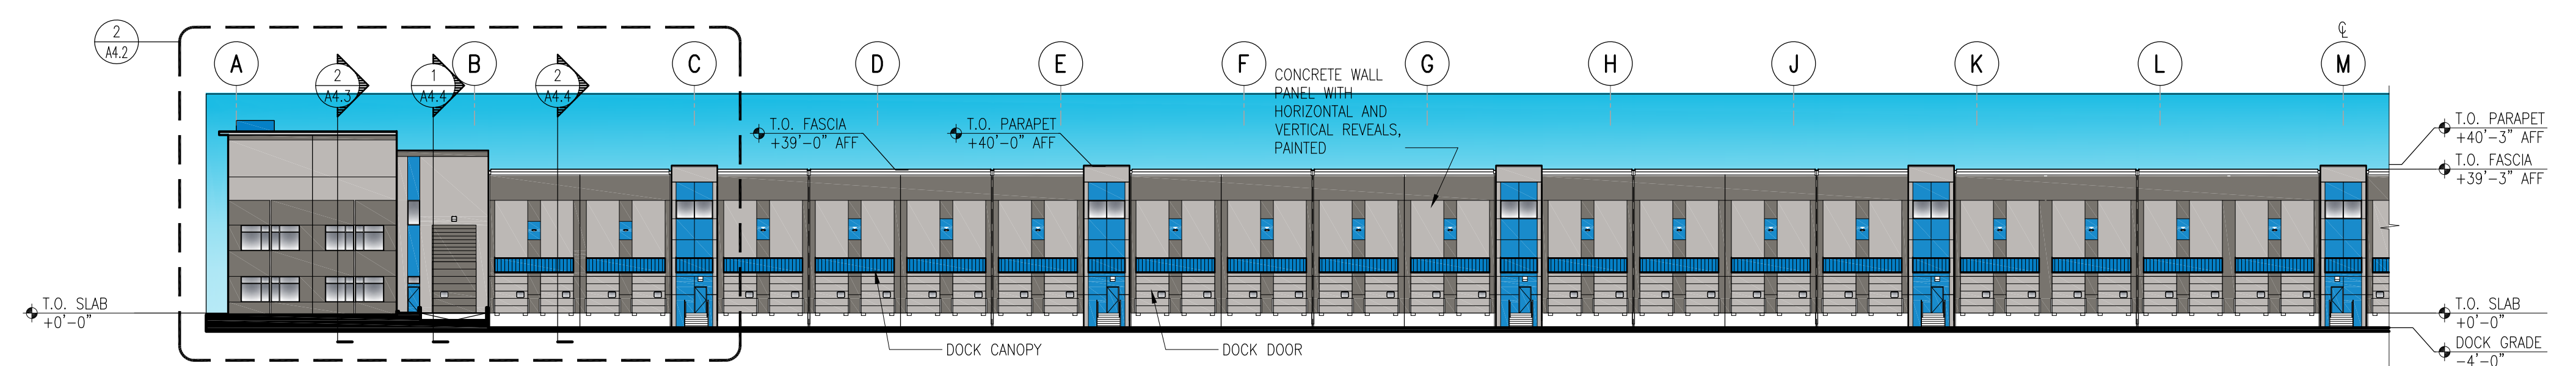 2
A4.2
A
B
C
D
E
F
G
H
J
K
L
℄
M
2
A4.3
1
A4.4
2
A4.4
T.O. FASCIA
+39'-0" AFF
T.O. PARAPET
+40'-0" AFF
CONCRETE WALL
PANEL WITH
HORIZONTAL AND
VERTICAL REVEALS,
PAINTED
T.O. PARAPET
+40'-3" AFF
T.O. FASCIA
+39'-3" AFF
T.O. SLAB
+0'-0"
T.O. SLAB
+0'-0"
DOCK GRADE
-4'-0"
DOCK CANOPY
DOCK DOOR